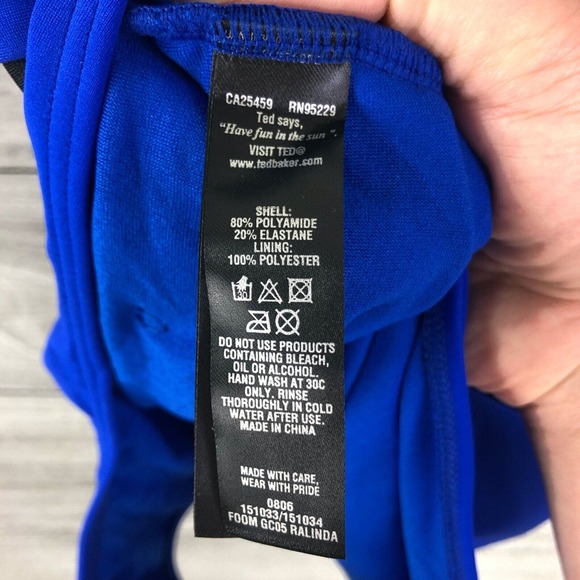 CA25459 RN95229
Ted says,
"Have fun in the sun".
VISIT TED@
www.tedbaker.com
SHELL:
80% POLYAMIDE
20% ELASTANE
LINING:
100% POLYESTER
30
DO NOT USE PRODUCTS
CONTAINING BLEACH,
OIL OR ALCOHOL.
HAND WASH AT 30C
ONLY. RINSE
THOROUGHLY IN COLD
WATER AFTER USE.
MADE IN CHINA
MADE WITH CARE,
WEAR WITH PRIDE
0806
151033/151034
FOOM GC05 RALINDA